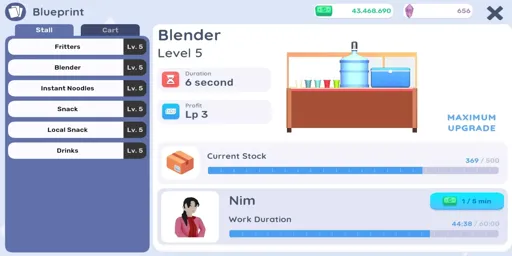 Blueprint
43.468.690
656
Stall
Cart
Fritters Lv. 5
Blender Lv. 5
Instant Noodles Lv. 5
Snack Lv. 5
Local Snack Lv. 5
Drinks Lv. 5
Blender
Level 5
Duration
6 second
Profit
Lp 3
MAXIMUM
UPGRADE
Current Stock
369 / 500
Nim
1 / 5 min
Work Duration
44:38 / 60:00